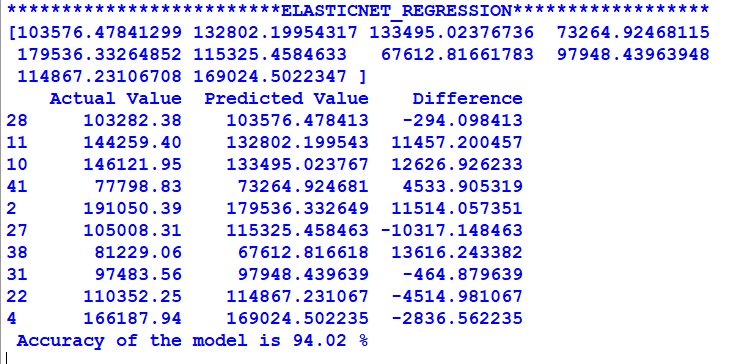 *************************ELASTICNET_REGRESSION******************
[103576.47841299 132802.19954317 133495.02376736  73264.92468115
 179536.33264852 115325.4584633   67612.81661783  97948.43963948
 114867.23106708 169024.5022347 ]
    Actual Value  Predicted Value    Difference
28     103282.38    103576.478413   -294.098413
11     144259.40    132802.199543  11457.200457
10     146121.95    133495.023767  12626.926233
41      77798.83     73264.924681   4533.905319
2      191050.39    179536.332649  11514.057351
27     105008.31    115325.458463 -10317.148463
38      81229.06     67612.816618  13616.243382
31      97483.56     97948.439639   -464.879639
22     110352.25    114867.231067  -4514.981067
4      166187.94    169024.502235  -2836.562235
 Accuracy of the model is 94.02 %